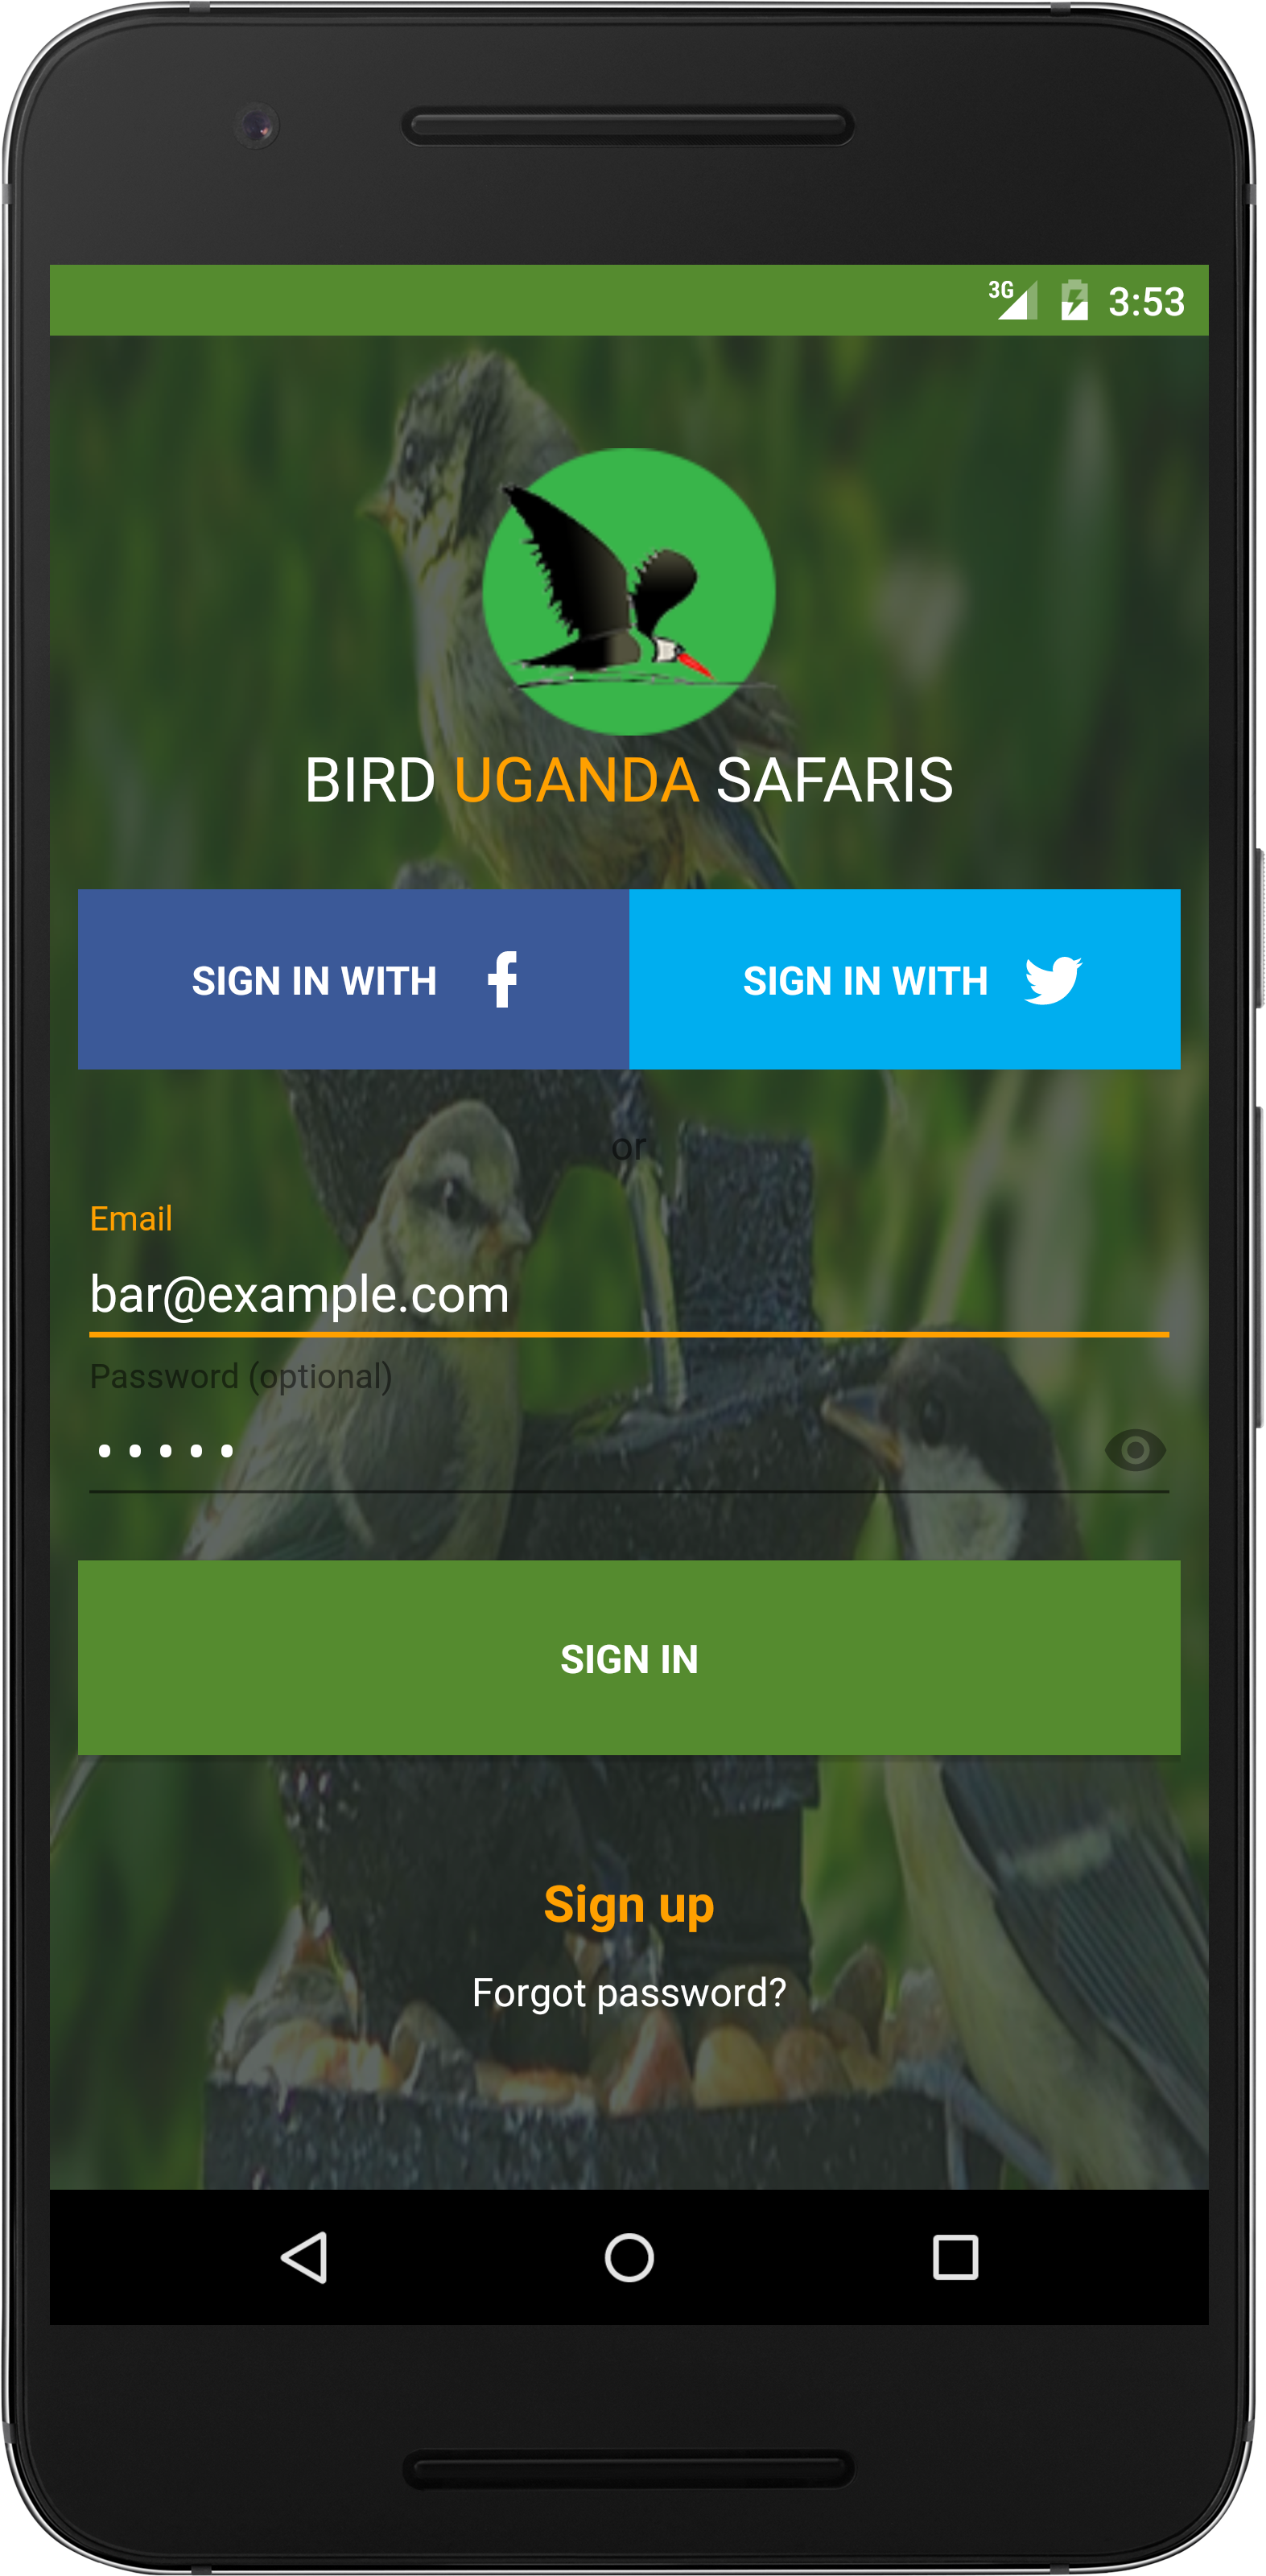 3G 3:53
BIRD UGANDA SAFARIS
SIGN IN WITH SIGN IN WITH
or
Email
bar@example.com
Password (optional)
•••••
SIGN IN
Sign up
Forgot password?